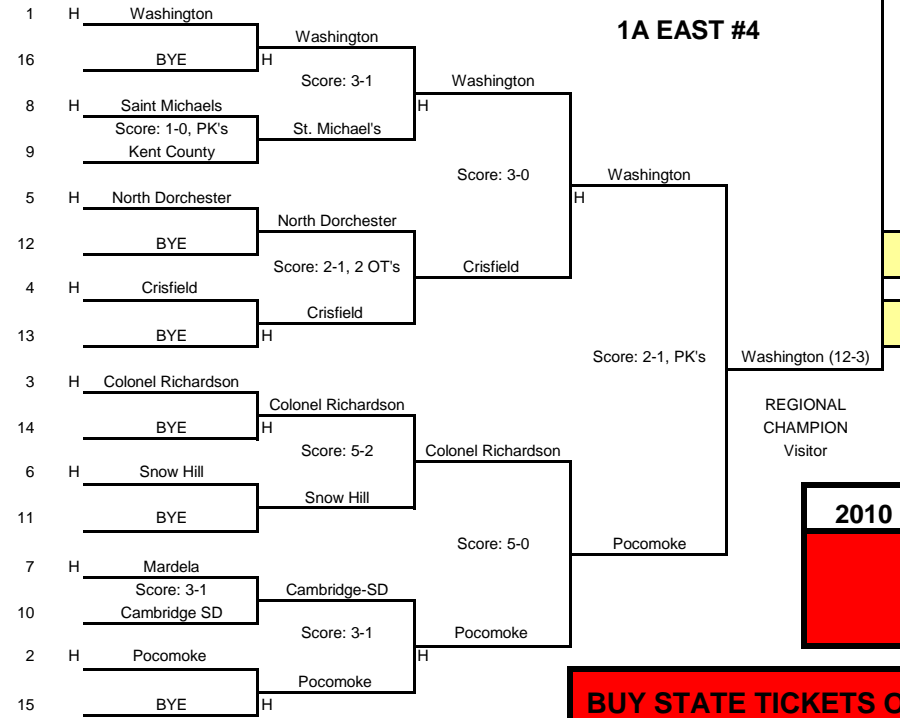 1A EAST #4
1 H Washington
16 BYE
H
Washington
Score: 3-1
8 H Saint Michaels
Score: 1-0, PK's
9 Kent County
St. Michael's
Washington
H
Score: 3-0
5 H North Dorchester
12 BYE
North Dorchester
Score: 2-1, 2 OT's
4 H Crisfield
13 BYE
H
Crisfield
Crisfield
Washington
H
Score: 2-1, PK's
Washington (12-3)
REGIONAL
CHAMPION
Visitor
3 H Colonel Richardson
14 BYE
H
Colonel Richardson
Score: 5-2
6 H Snow Hill
11 BYE
Snow Hill
Colonel Richardson
Score: 5-0
Pocomoke
7 H Mardela
Score: 3-1
10 Cambridge SD
Cambridge-SD
Score: 3-1
2 H Pocomoke
15 BYE
H
Pocomoke
Pocomoke
H
2010
BUY STATE TICKETS